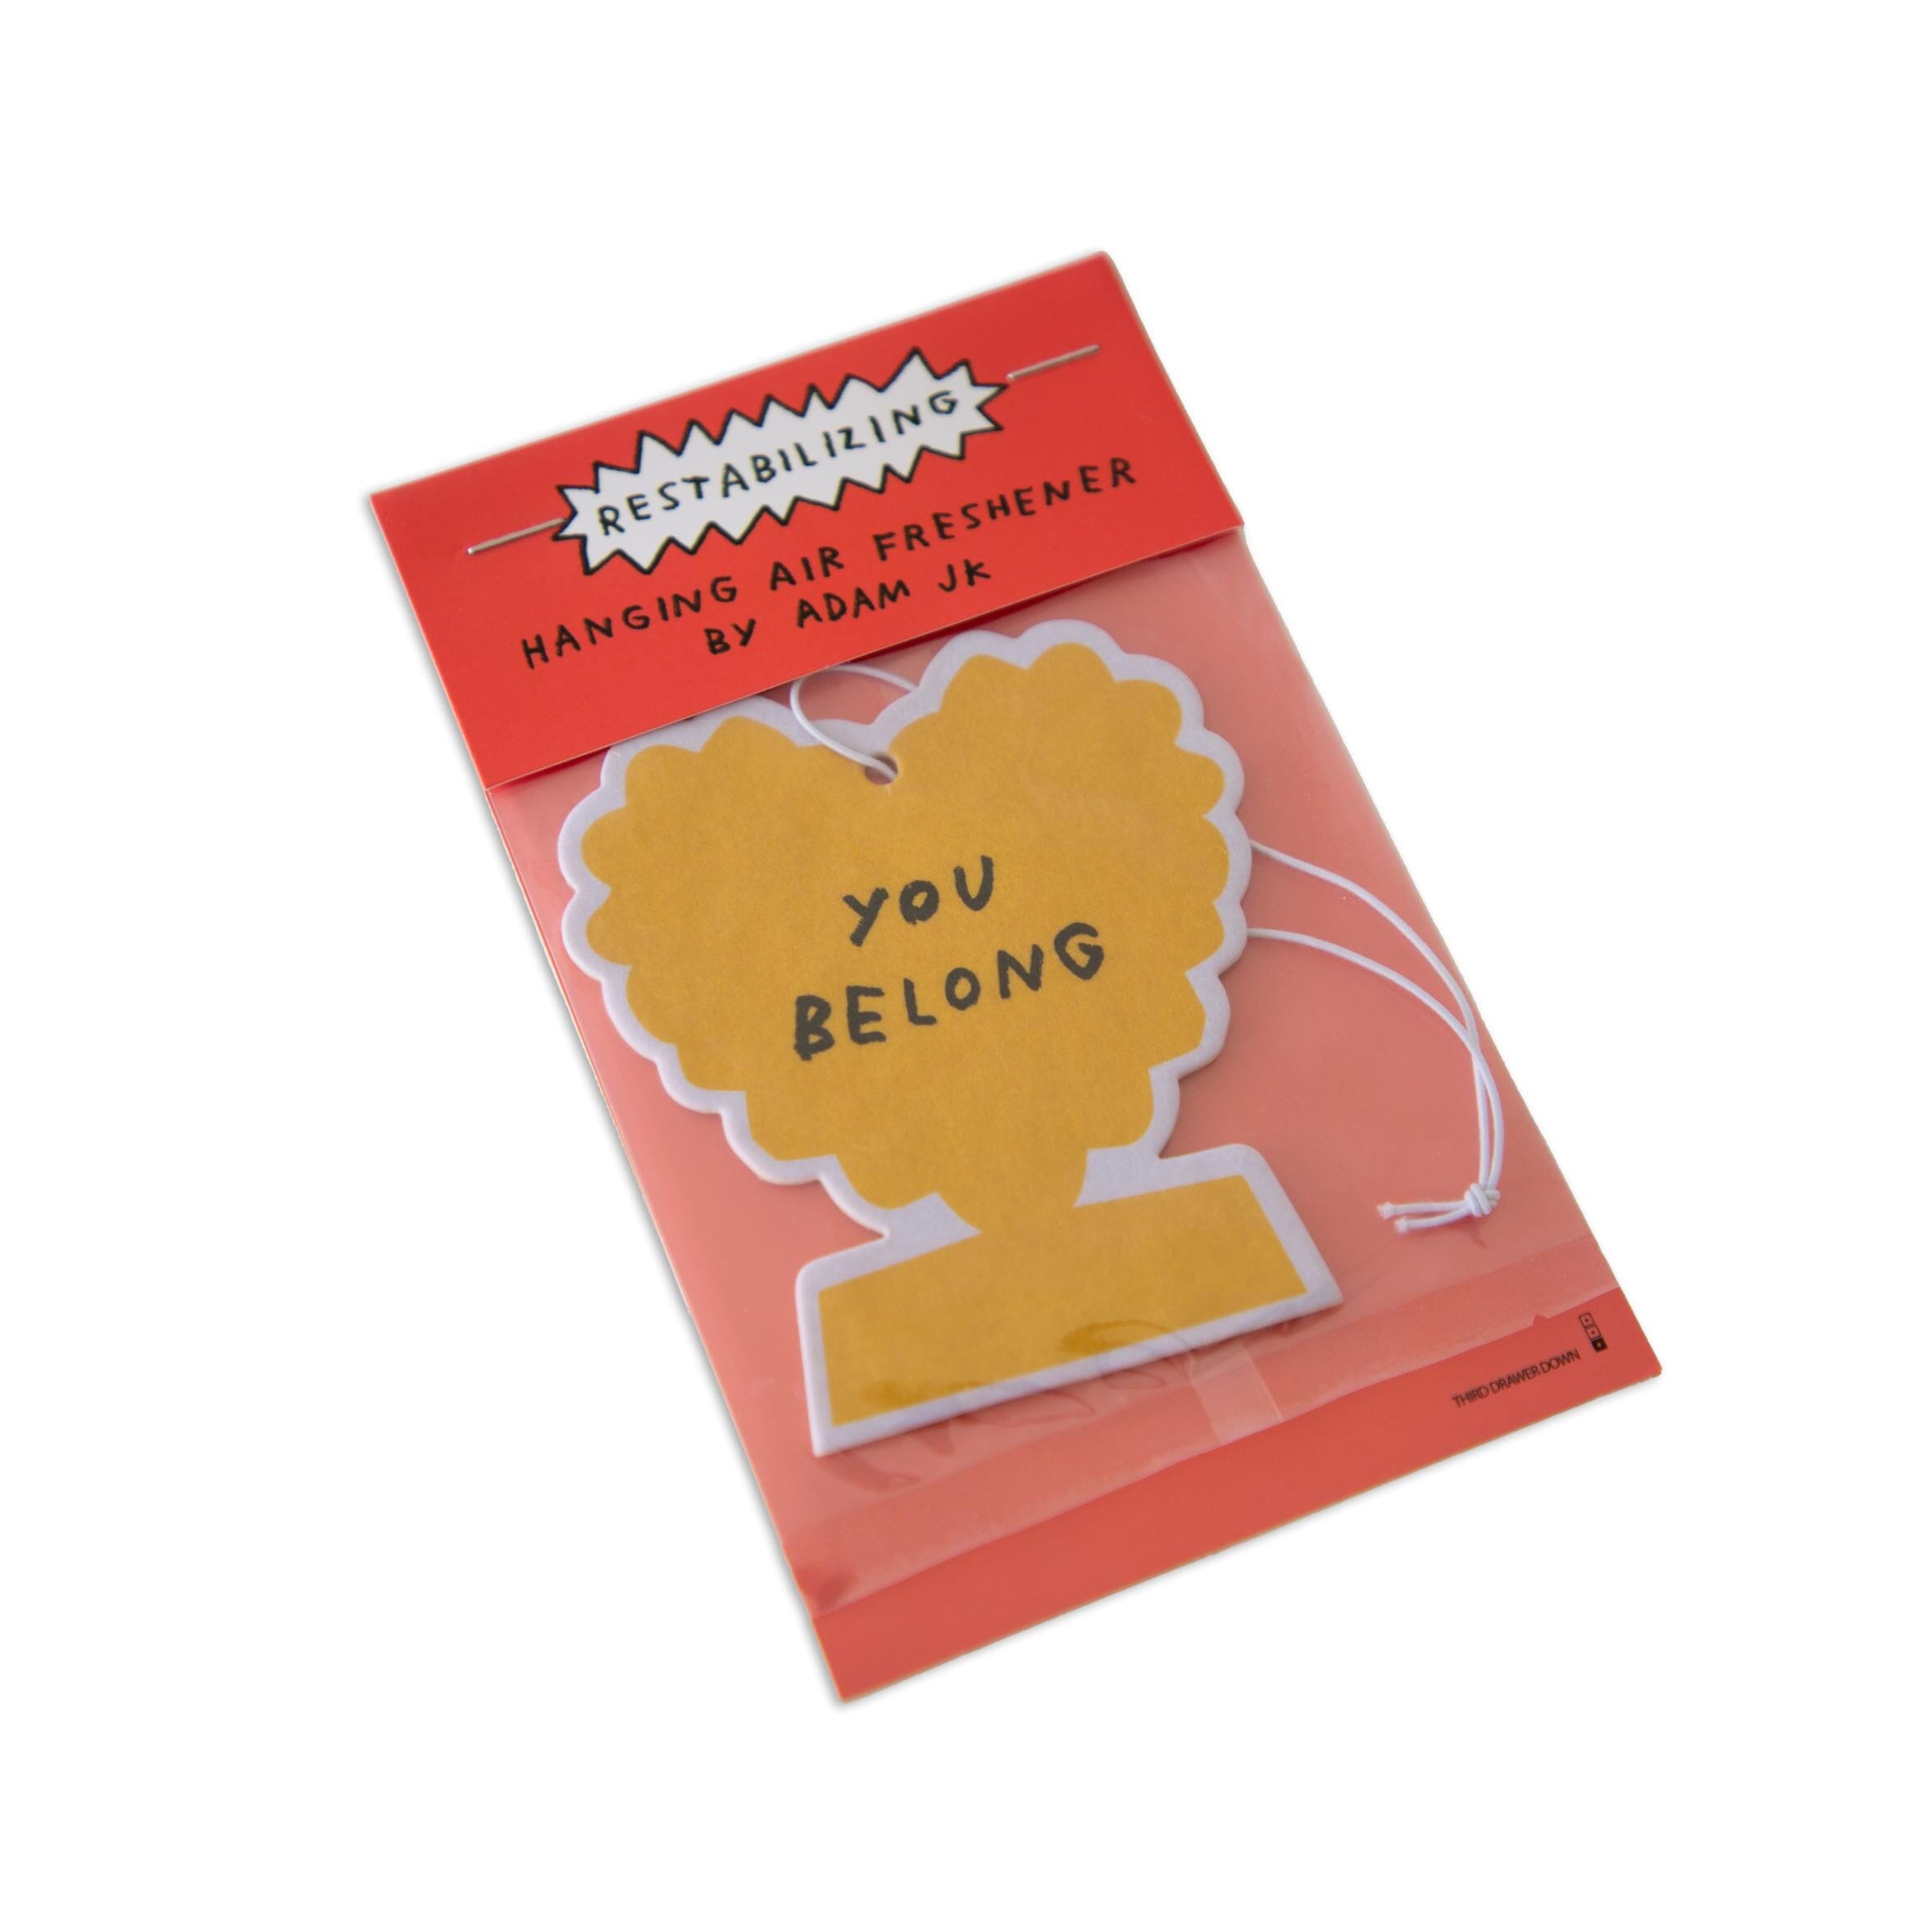 RESTABILIZING
HANGING AIR FRESHENER
BY ADAM JK
YOU
BELONG
THIRD DRAWER DOWN